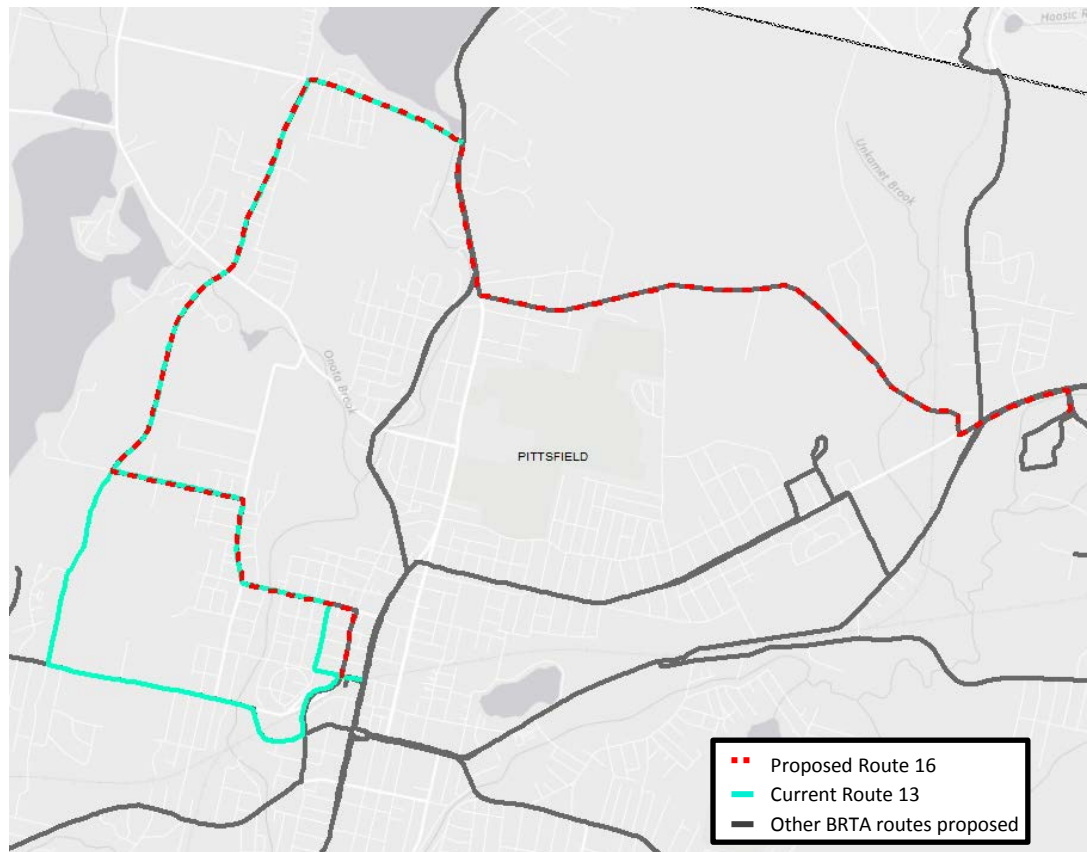 Hoosic R
Unkamet Brook
Onota Brook
PITTSFIELD
Proposed Route 16
Current Route 13
Other BRTA routes proposed